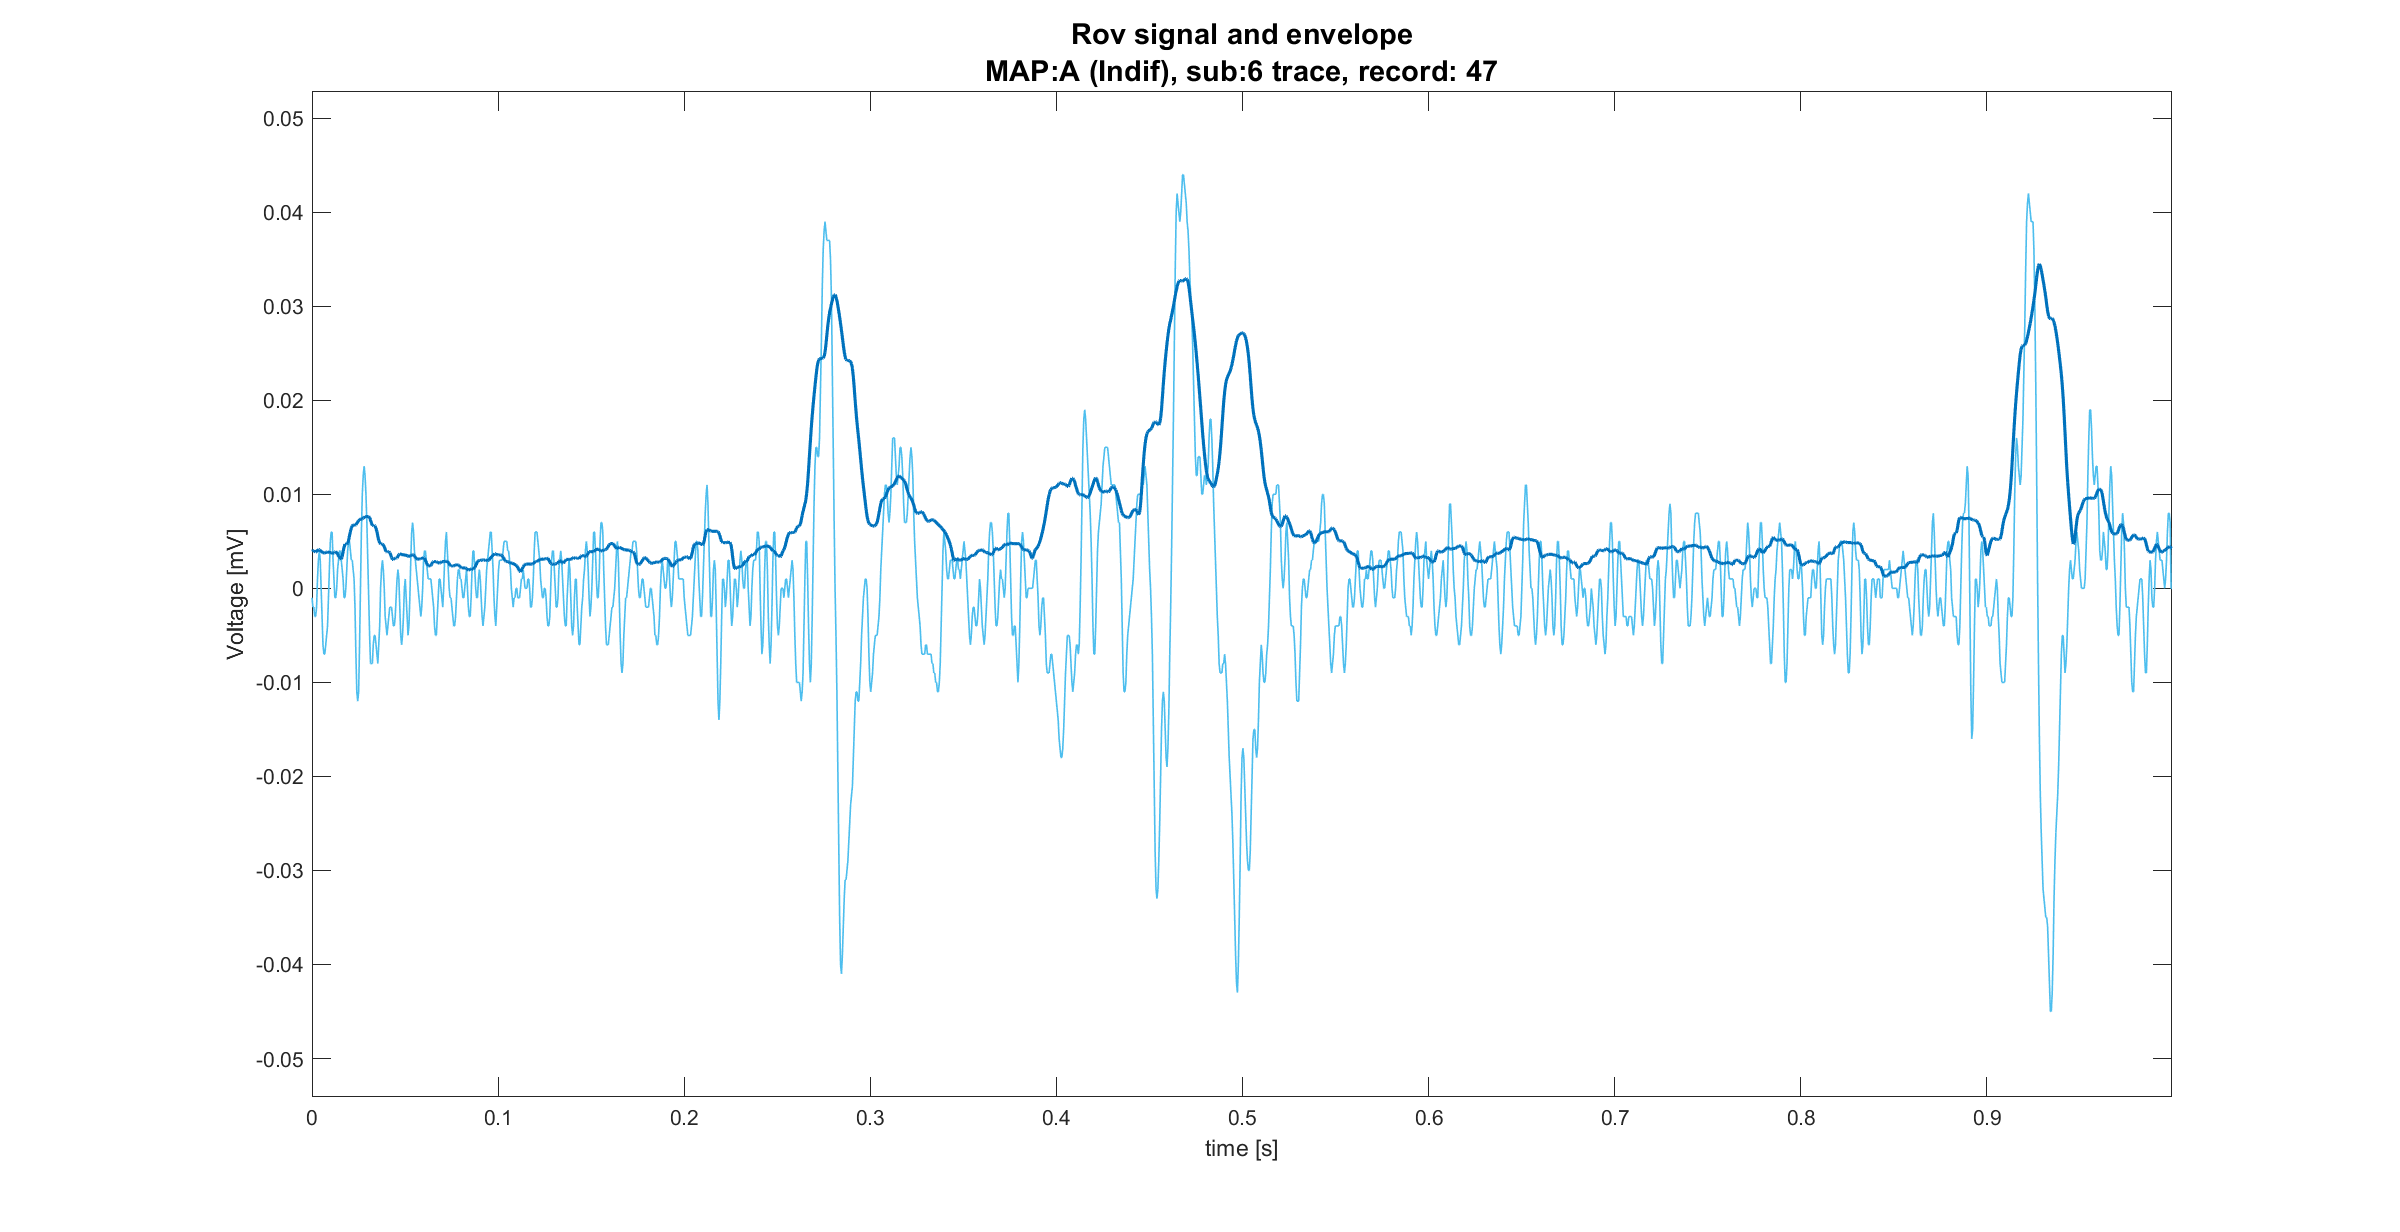 Rov signal and envelope
MAP:A (Indif), sub:6 trace, record: 47
0.05
0.04
0.03
0.02
0.01
0
-0.01
-0.02
-0.03
-0.04
-0.05
Voltage [mV]
0 0.1 0.2 0.3 0.4 0.5 0.6 0.7 0.8 0.9
time [s]